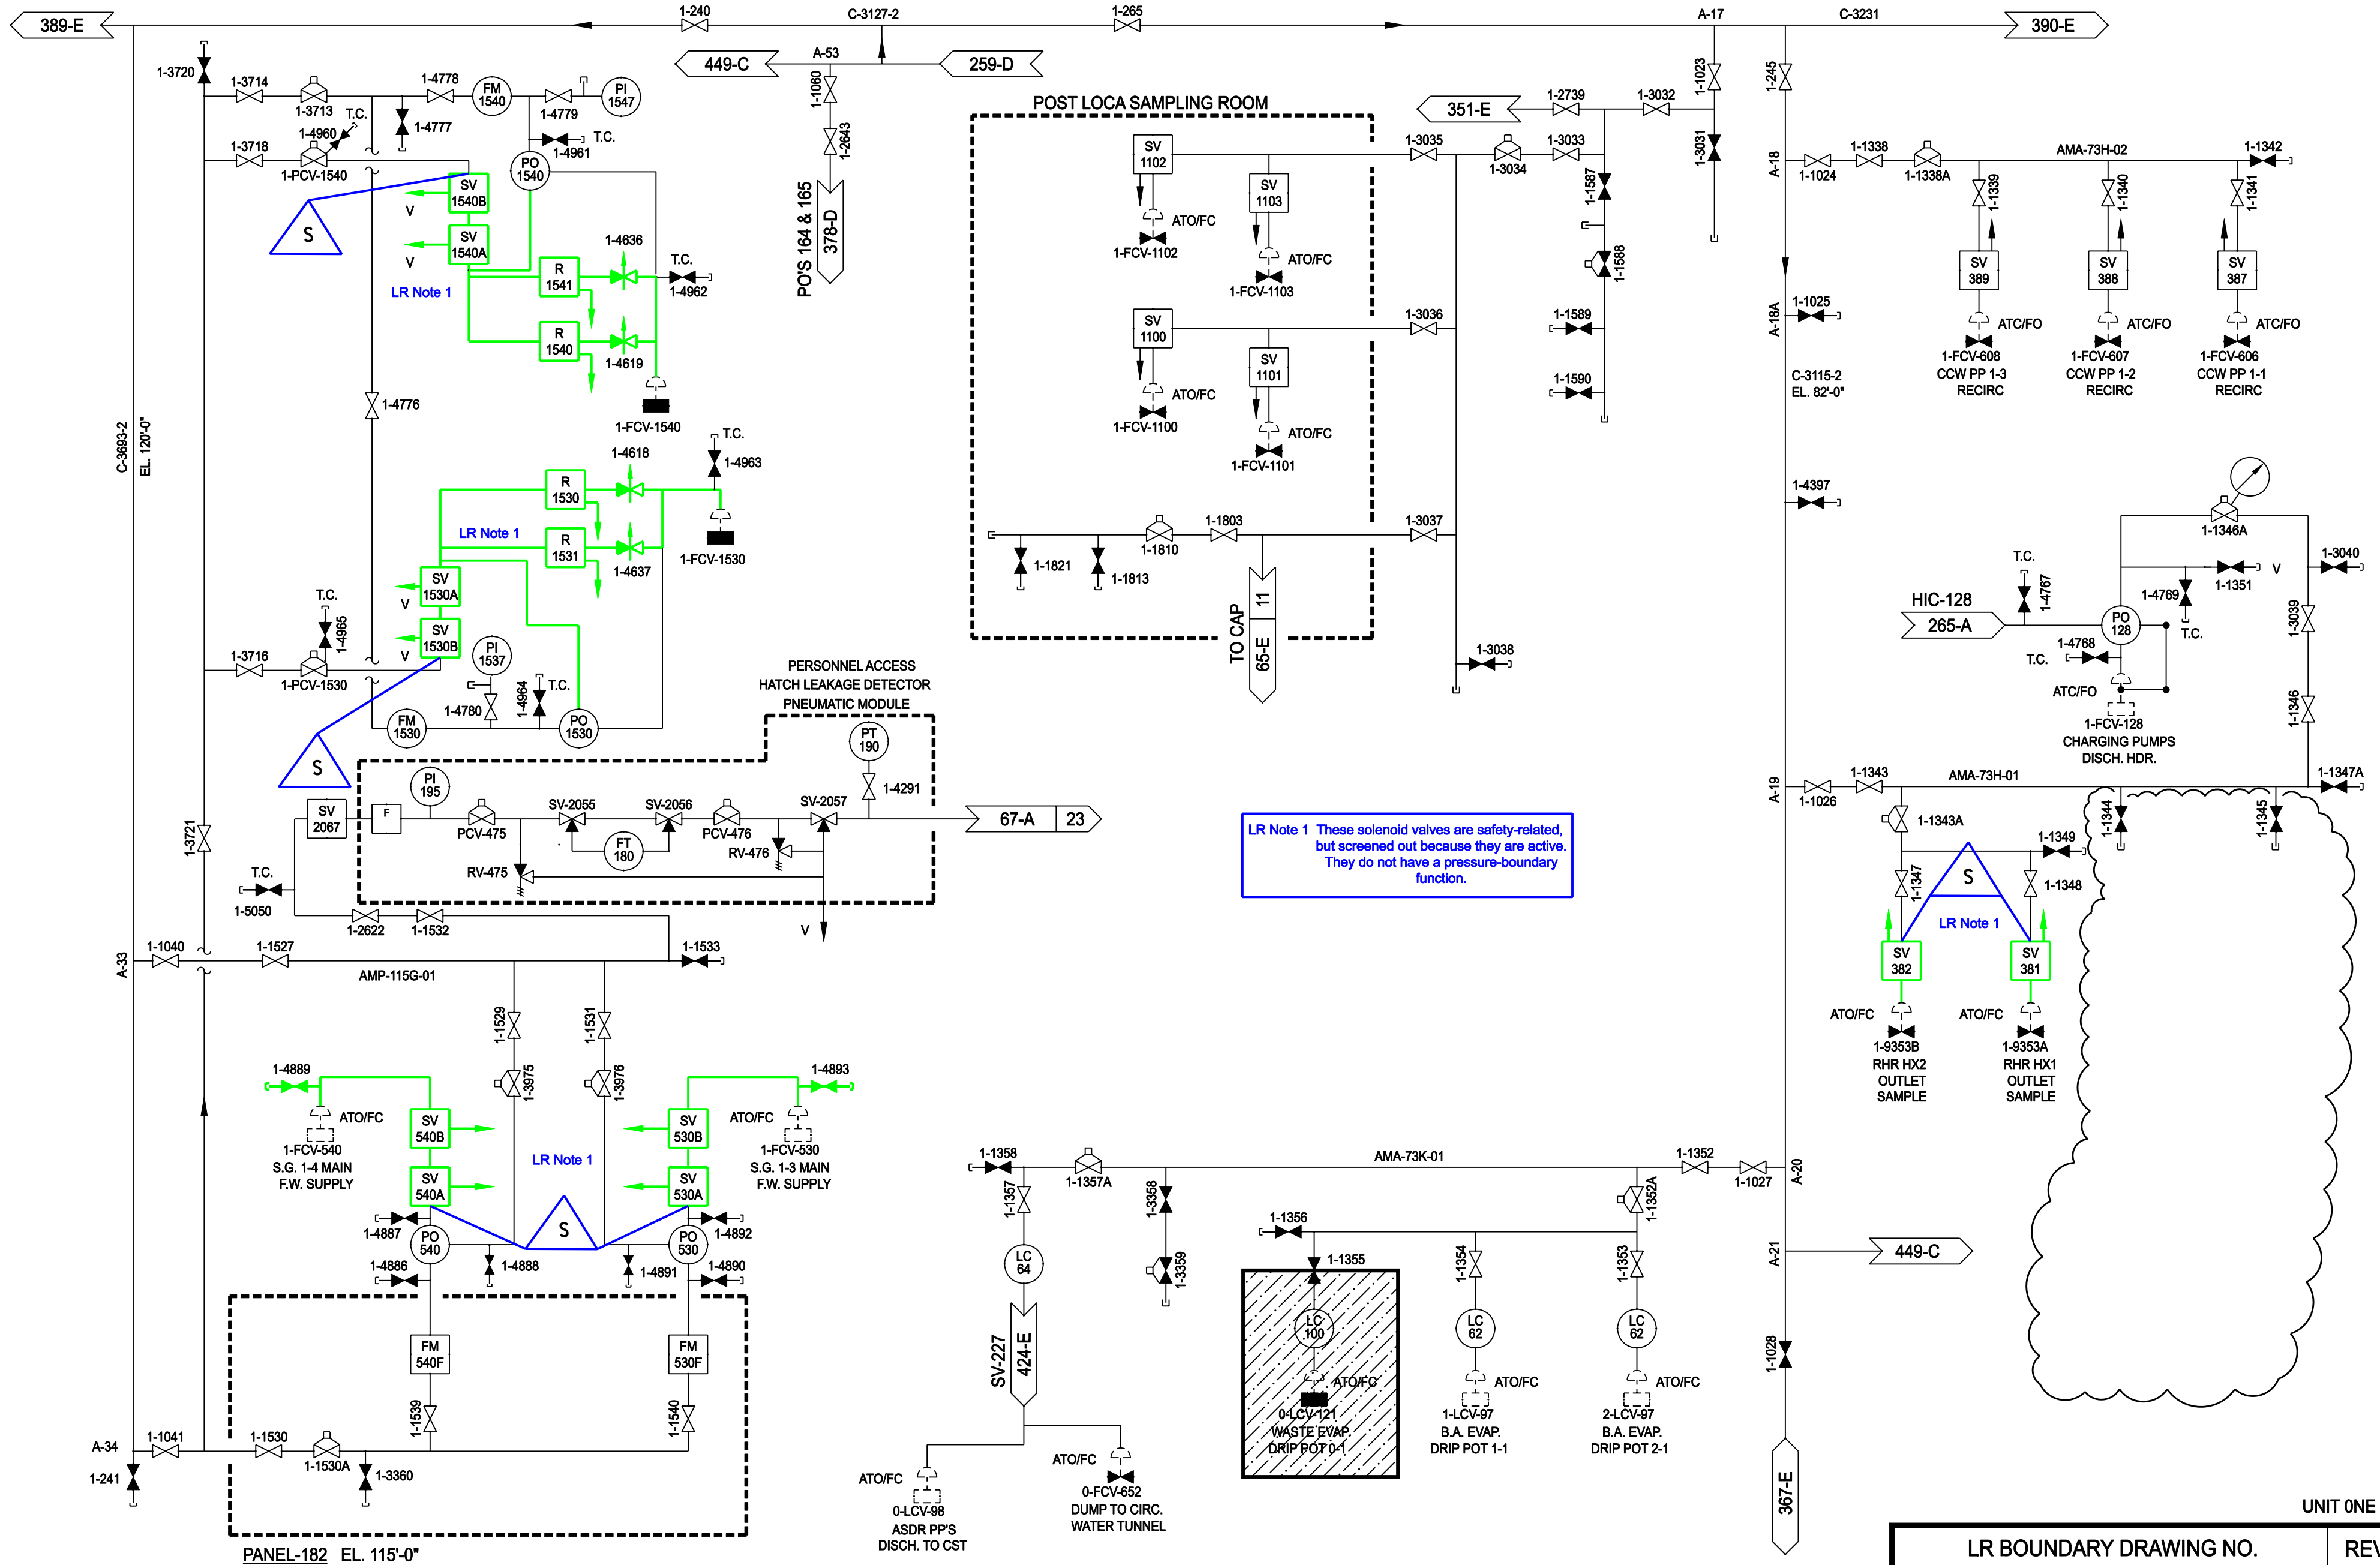 389-E
1-240
C-3127-2
1-265
A-17
C-3231
390-E
449-C
A-53
259-D
1-1060
1-2643
PO'S 164 & 165
378-D
1-3720
1-3714
1-3713
1-4778
FM
1540
1-4779
PI
1547
1-4777
1-4960
T.C.
1-3718
1-PCV-1540
T.C.
1-4961
PO
1540
SV
1540B
V
SV
1540A
V
S
LR Note 1
R
1541
1-4636
T.C.
1-4962
R
1540
1-4619
1-FCV-1540
1-4776
C-3693-2
EL. 120'-0"
1-4618
T.C.
1-4963
R
1530
LR Note 1
R
1531
1-4637
1-FCV-1530
SV
1530A
V
SV
1530B
V
T.C.
1-4965
1-3716
1-PCV-1530
PI
1537
1-4780
1-4964
T.C.
FM
1530
PO
1530
S
PERSONNEL ACCESS
HATCH LEAKAGE DETECTOR
PNEUMATIC MODULE
PT
190
1-4291
PI
195
SV
2067
F
PCV-475
SV-2055
SV-2056
FT
180
PCV-476
SV-2057
RV-475
RV-476
67-A
23
V
1-3721
T.C.
1-5050
1-2622
1-1532
1-1533
A-33
1-1040
1-1527
AMP-115G-01
1-1529
1-1531
1-3975
1-3976
1-4889
ATO/FC
1-FCV-540
S.G. 1-4 MAIN
F.W. SUPPLY
SV
540B
SV
540A
LR Note 1
SV
530B
SV
530A
1-4893
ATO/FC
1-FCV-530
S.G. 1-3 MAIN
F.W. SUPPLY
1-4887
PO
540
S
PO
530
1-4892
1-4886
1-4888
1-4891
1-4890
FM
540F
FM
530F
1-1539
1-1540
A-34
1-1041
1-1530
1-1530A
1-3360
1-241
PANEL-182 EL. 115'-0"
POST LOCA SAMPLING ROOM
SV
1102
ATO/FC
1-FCV-1102
SV
1103
ATO/FC
1-FCV-1103
SV
1100
ATO/FC
1-FCV-1100
SV
1101
ATO/FC
1-FCV-1101
1-3035
1-3036
1-3037
1-3038
1-1821
1-1813
1-1810
1-1803
TO CAP
11
65-E
351-E
1-2739
1-3032
1-3033
1-3034
1-1587
1-1588
1-1589
1-1590
1-1023
1-3031
1-245
A-18
1-1024
1-1338
1-1338A
AMA-73H-02
1-1342
1-1339
1-1340
1-1341
SV
389
SV
388
SV
387
ATC/FO
ATC/FO
ATC/FO
1-FCV-608
CCW PP 1-3
RECIRC
1-FCV-607
CCW PP 1-2
RECIRC
1-FCV-606
CCW PP 1-1
RECIRC
A-18A
1-1025
C-3115-2
EL. 82'-0"
1-4397
1-1346A
1-3040
T.C.
1-4767
1-1351
V
1-4769
T.C.
HIC-128
265-A
PO
128
1-4768
T.C.
ATC/FO
1-FCV-128
CHARGING PUMPS
DISCH. HDR.
1-3039
1-1346
A-19
1-1026
1-1343
AMA-73H-01
1-1347A
1-1343A
1-1344
1-1345
1-1349
1-1347
S
1-1348
LR Note 1
SV
382
SV
381
ATO/FC
1-9353B
RHR HX2
OUTLET
SAMPLE
ATO/FC
1-9353A
RHR HX1
OUTLET
SAMPLE
LR Note 1 These solenoid valves are safety-related,
but screened out because they are active.
They do not have a pressure-boundary
function.
1-1358
1-1357A
AMA-73K-01
1-1352
1-1027
A-20
1-1357
1-3358
1-3359
1-1352A
1-1356
1-1355
1-1354
1-1353
LC
64
LC
100
LC
62
LC
62
SV-227
424-E
ATO/FC
0-LCV-121
WASTE EVAP.
DRIP POT 0-1
ATO/FC
1-LCV-97
B.A. EVAP.
DRIP POT 1-1
ATO/FC
2-LCV-97
B.A. EVAP.
DRIP POT 2-1
A-21
449-C
1-1028
367-E
ATO/FC
0-LCV-98
ASDR PP'S
DISCH. TO CST
ATO/FC
0-FCV-652
DUMP TO CIRC.
WATER TUNNEL
UNIT 0NE
LR BOUNDARY DRAWING NO.
REV